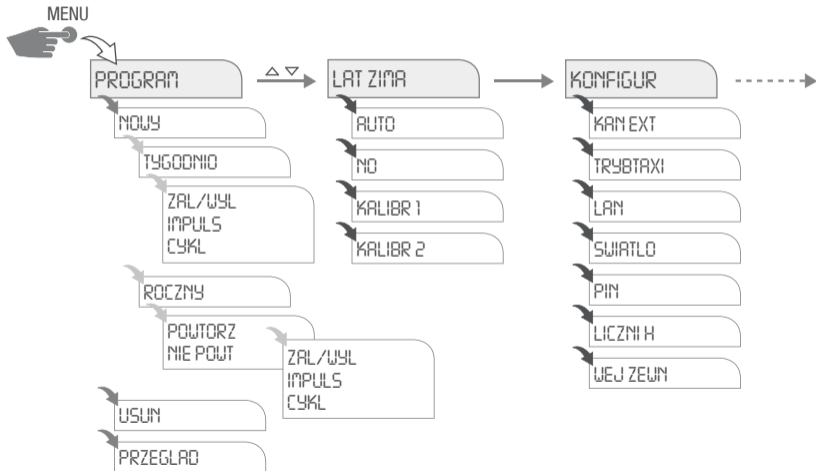 MENU
PROGRAM
NOWY
TYGODNIO
ZAL/WYL
IMPULS
CYKL
ROCZNY
POWTORZ
NIE POWT
ZAL/WYL
IMPULS
CYKL
USUN
PRZEGLAD
LAT ZIMA
AUTO
NO
KALIBR 1
KALIBR 2
KONFIGUR
KAN EXT
TRYBTAXI
LAN
SWIATLO
PIN
LICZNI H
WEJ ZEWN